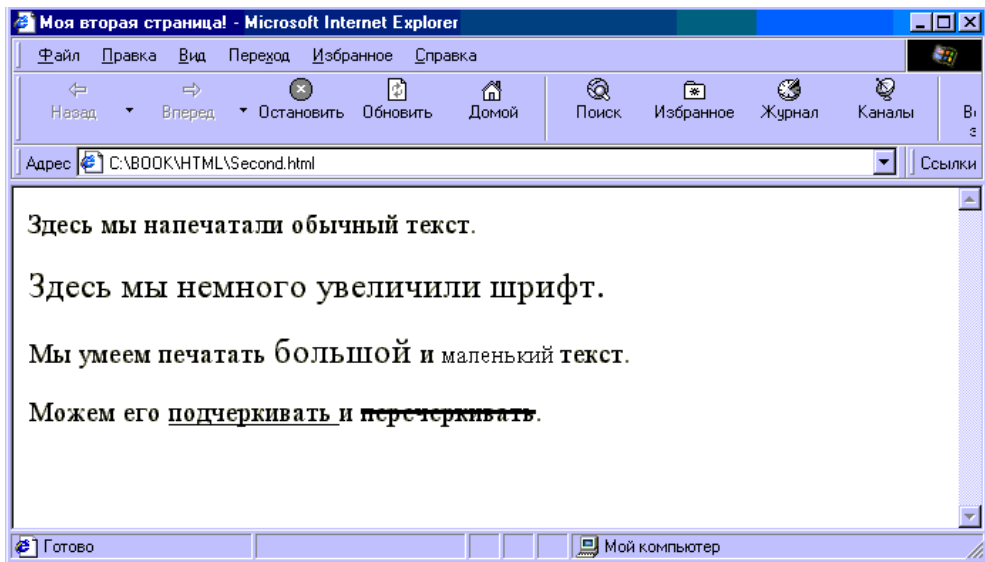 Моя вторая страница! - Microsoft Internet Explorer
Файл Правка Вид Переход Избранное Справка
Назад Вперед Остановить Обновить Домой Поиск Избранное Журнал Каналы
Адрес C:\BOOK\HTML\Second.html Ссылки
Здесь мы напечатали обычный текст.
Здесь мы немного увеличили шрифт.
Мы умеем печатать большой и маленький текст.
Можем его подчеркивать и перечеркивать.
Готово Мой компьютер